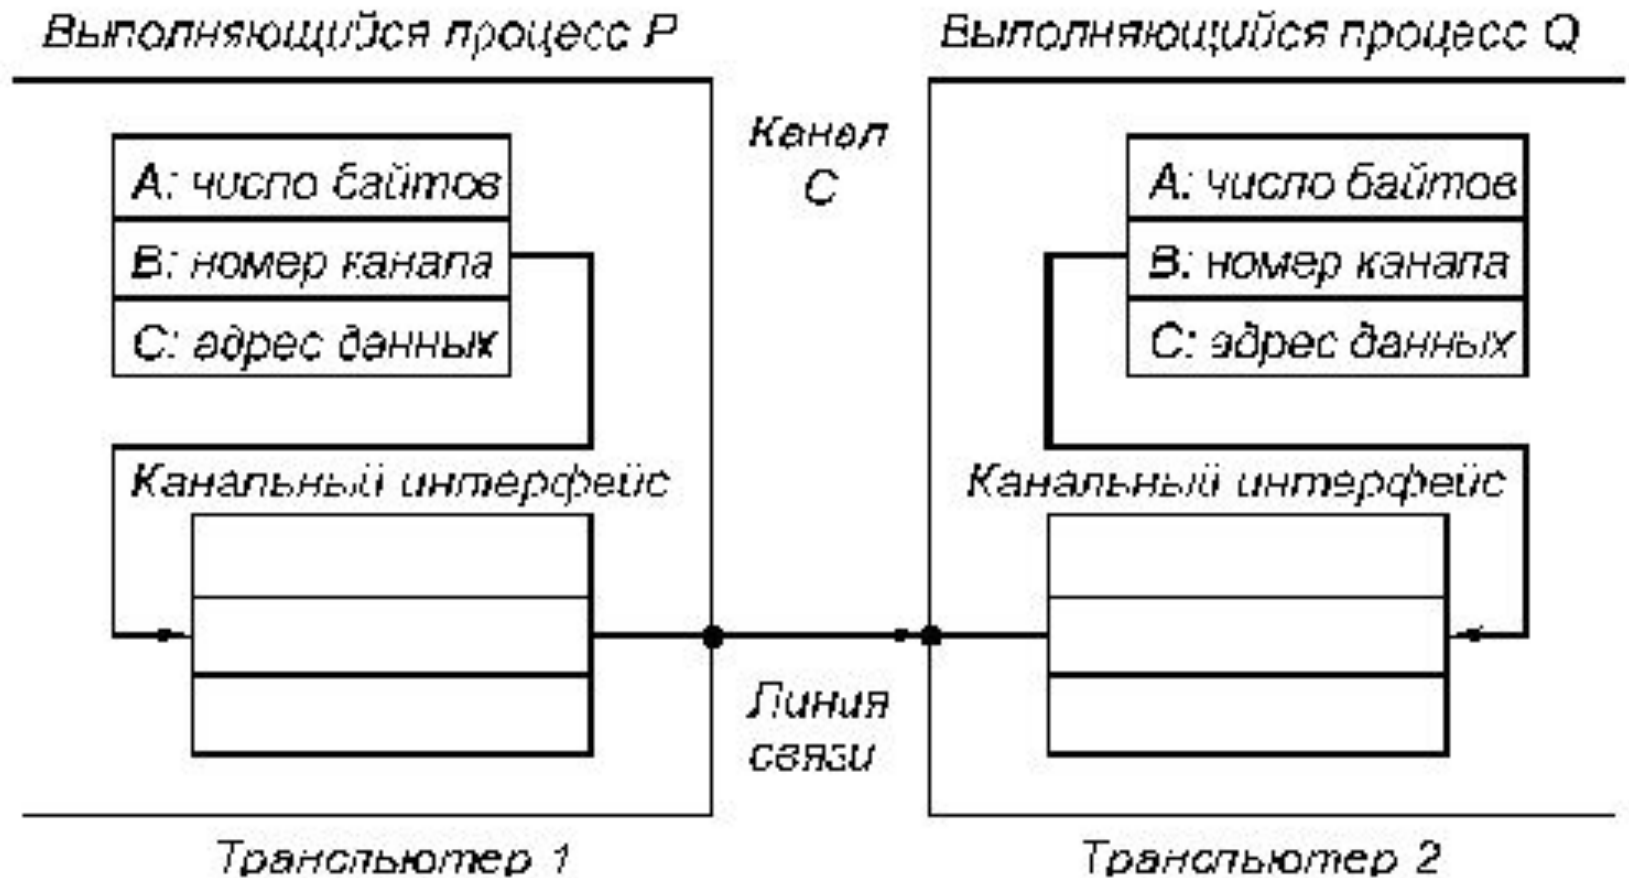 Выполняющийся процесс P
Выполняющийся процесс Q
Канал
C
A: число байтов
B: номер канала
C: адрес данных
A: число байтов
B: номер канала
C: адрес данных
Канальный интерфейс
Канальный интерфейс
Линия
связи
Транспьютер 1
Транспьютер 2